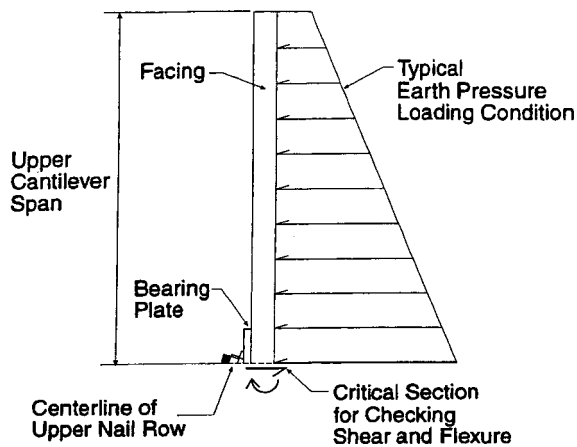 Facing
Typical
Earth Pressure
Loading Condition
Upper
Cantilever
Span
Bearing
Plate
Centerline of
Upper Nail Row
Critical Section
for Checking
Shear and Flexure